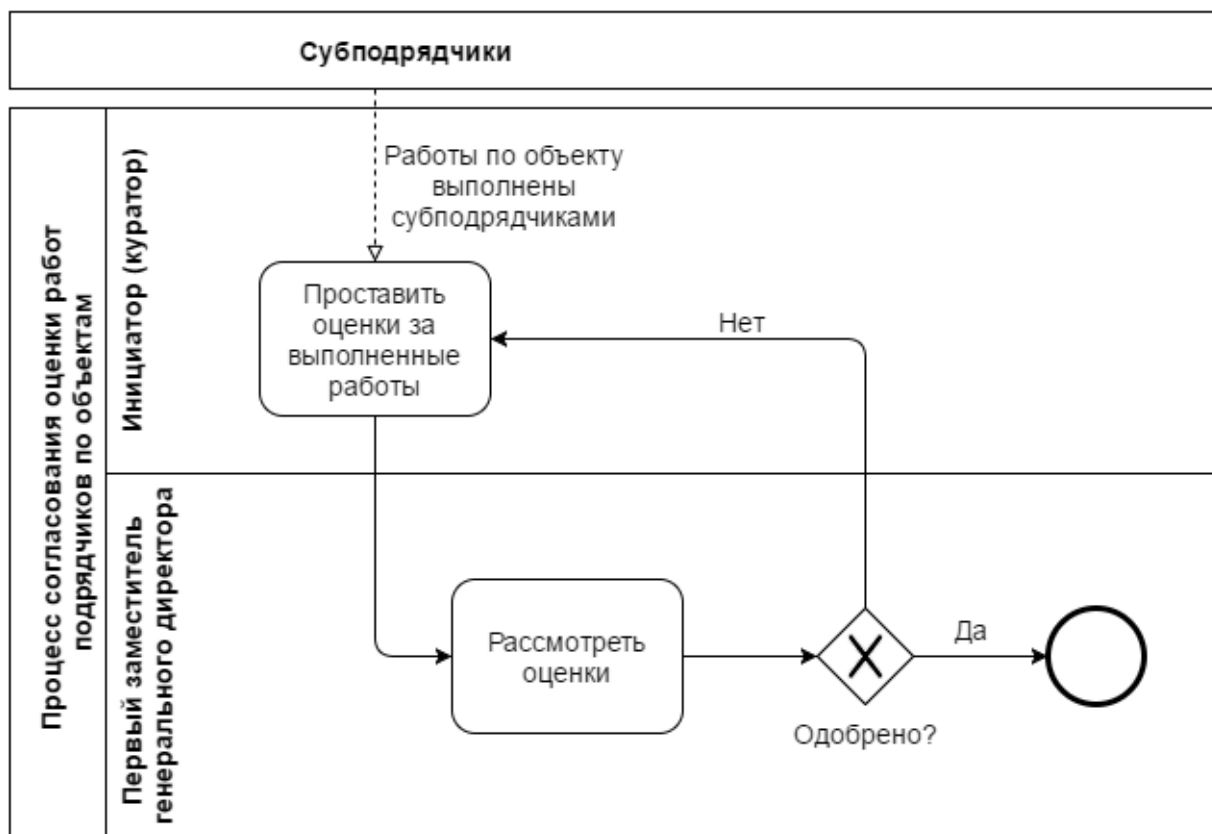 Субподрядчики
Процесс согласования оценки работ
подрядчиков по объектам
Инициатор (куратор)
Работы по объекту
выполнены
субподрядчиками
Проставить
оценки за
выполненные
работы
Нет
Первый заместитель
генерального директора
Рассмотреть
оценки
Одобрено?
Да